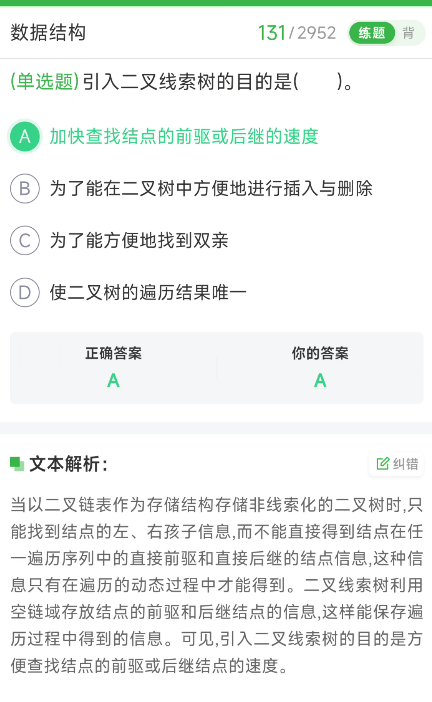 数据结构 131/2952 练题 背
(单选题)引入二叉线索树的目的是( )。
A 加快查找结点的前驱或后继的速度
B 为了能在二叉树中方便地进行插入与删除
C 为了能方便地找到双亲
D 使二叉树的遍历结果唯一
正确答案 你的答案
A A
文本解析: 纠错
当以二叉链表作为存储结构存储非线索化的二叉树时,只
能找到结点的左、右孩子信息,而不能直接得到结点在任
一遍历序列中的直接前驱和直接后继的结点信息,这种信
息只有在遍历的动态过程中才能得到。二叉线索树利用
空链域存放结点的前驱和后继结点的信息,这样能保存遍
历过程中得到的信息。可见,引入二叉线索树的目的是方
便查找结点的前驱或后继结点的速度。